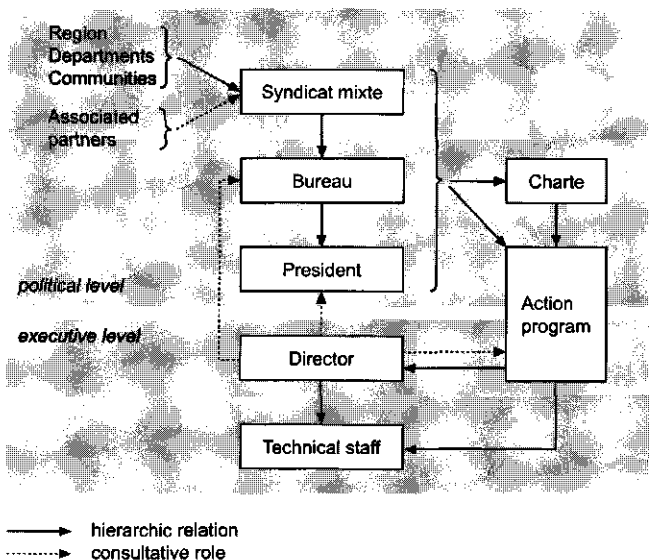 Region
Departments
Communities
Syndicat mixte
Associated
partners
Bureau
Charte
President
political level
Action
program
executive level
Director
Technical staff
hierarchic relation
consultative role